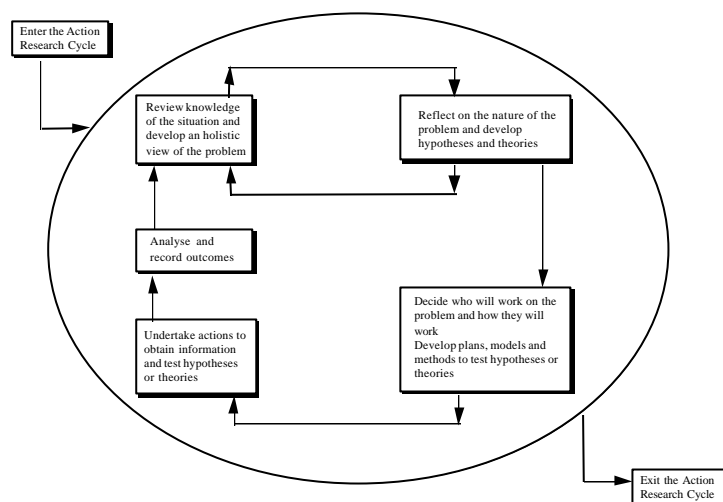 Enter the Action
Research Cycle
Review knowledge
of the situation and
develop an holistic
view of the problem
Reflect on the nature of the
problem and develop
hypotheses and theories
Analyse and
record outcomes
Decide who will work on the
problem and how they will
work
Develop plans, models and
methods to test hypotheses or
theories
Undertake actions to
obtain information
and test hypotheses
or theories
Exit the Action
Research Cycle